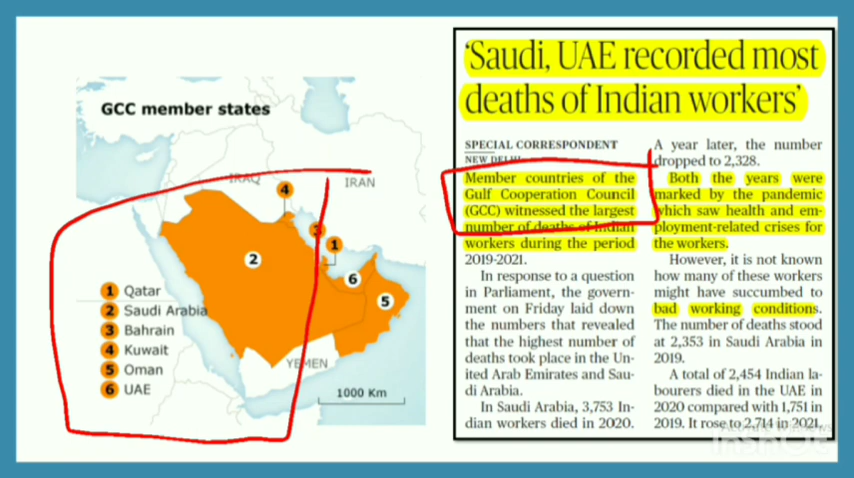 GCC member states
IRAQ
IRAN
4
3
1
2
6
5
1 Qatar
2 Saudi Arabia
3 Bahrain
4 Kuwait
5 Oman
6 UAE
YEMEN
1000 Km
‘Saudi, UAE recorded most
deaths of Indian workers’
SPECIAL CORRESPONDENT
NEW DELHI
Member countries of the
Gulf Cooperation Council
(GCC) witnessed the largest
number of deaths of Indian
workers during the period
2019-2021.
In response to a question
in Parliament, the govern-
ment on Friday laid down
the numbers that revealed
that the highest number of
deaths took place in the Un-
ited Arab Emirates and Sau-
di Arabia.
In Saudi Arabia, 3,753 In-
dian workers died in 2020.
A year later, the number
dropped to 2,328.
Both the years were
marked by the pandemic
which saw health and em-
ployment-related crises for
the workers.
However, it is not known
how many of these workers
might have succumbed to
bad working conditions.
The number of deaths stood
at 2,353 in Saudi Arabia in
2019.
A total of 2,454 Indian la-
bourers died in the UAE in
2020 compared with 1,751 in
2019. It rose to 2,714 in 2021.